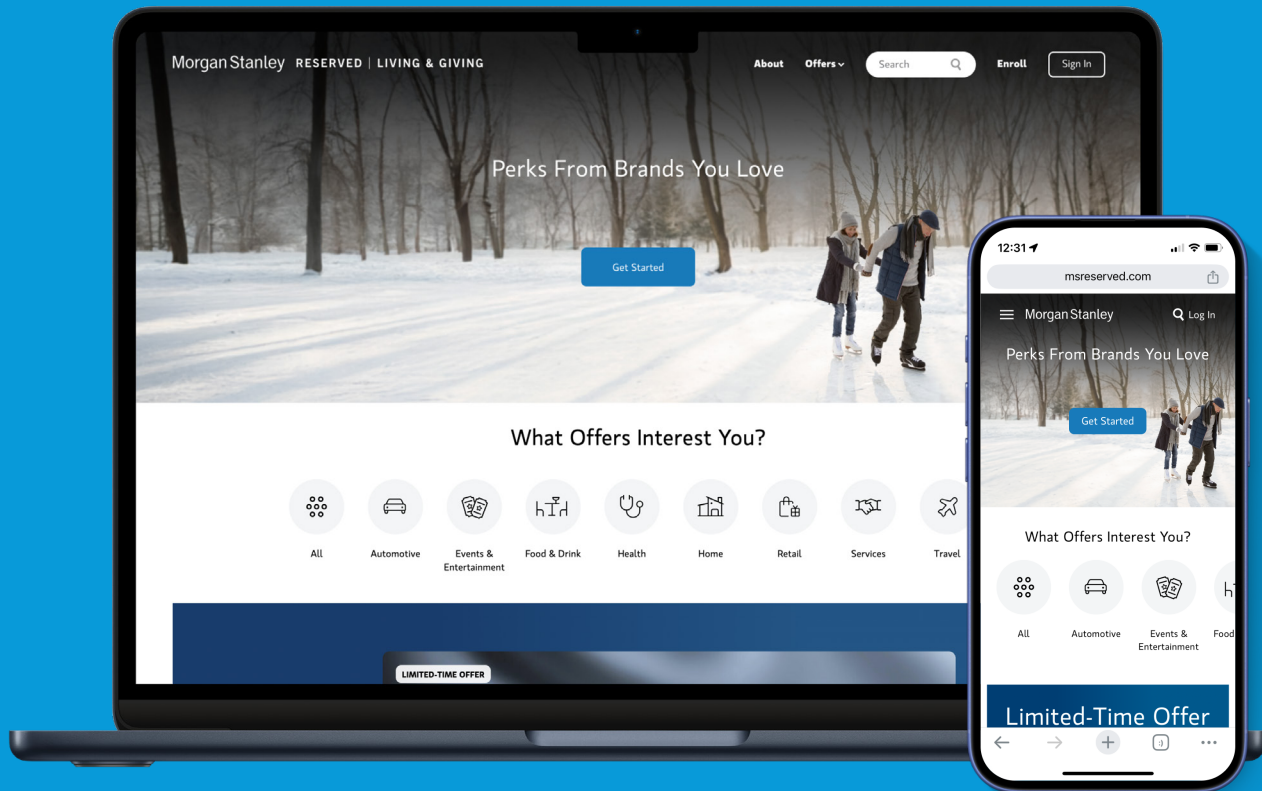 Morgan Stanley RESERVED | LIVING & GIVING
About Offers Search Enroll Sign In
Perks From Brands You Love
Get Started
What Offers Interest You?
All Automotive Events & Entertainment Food & Drink Health Home Retail Services Travel
LIMITED-TIME OFFER
12:31
msreserved.com
Morgan Stanley Log In
Perks From Brands You Love
Get Started
What Offers Interest You?
All Automotive Events & Entertainment Food
Limited-Time Offer
:)